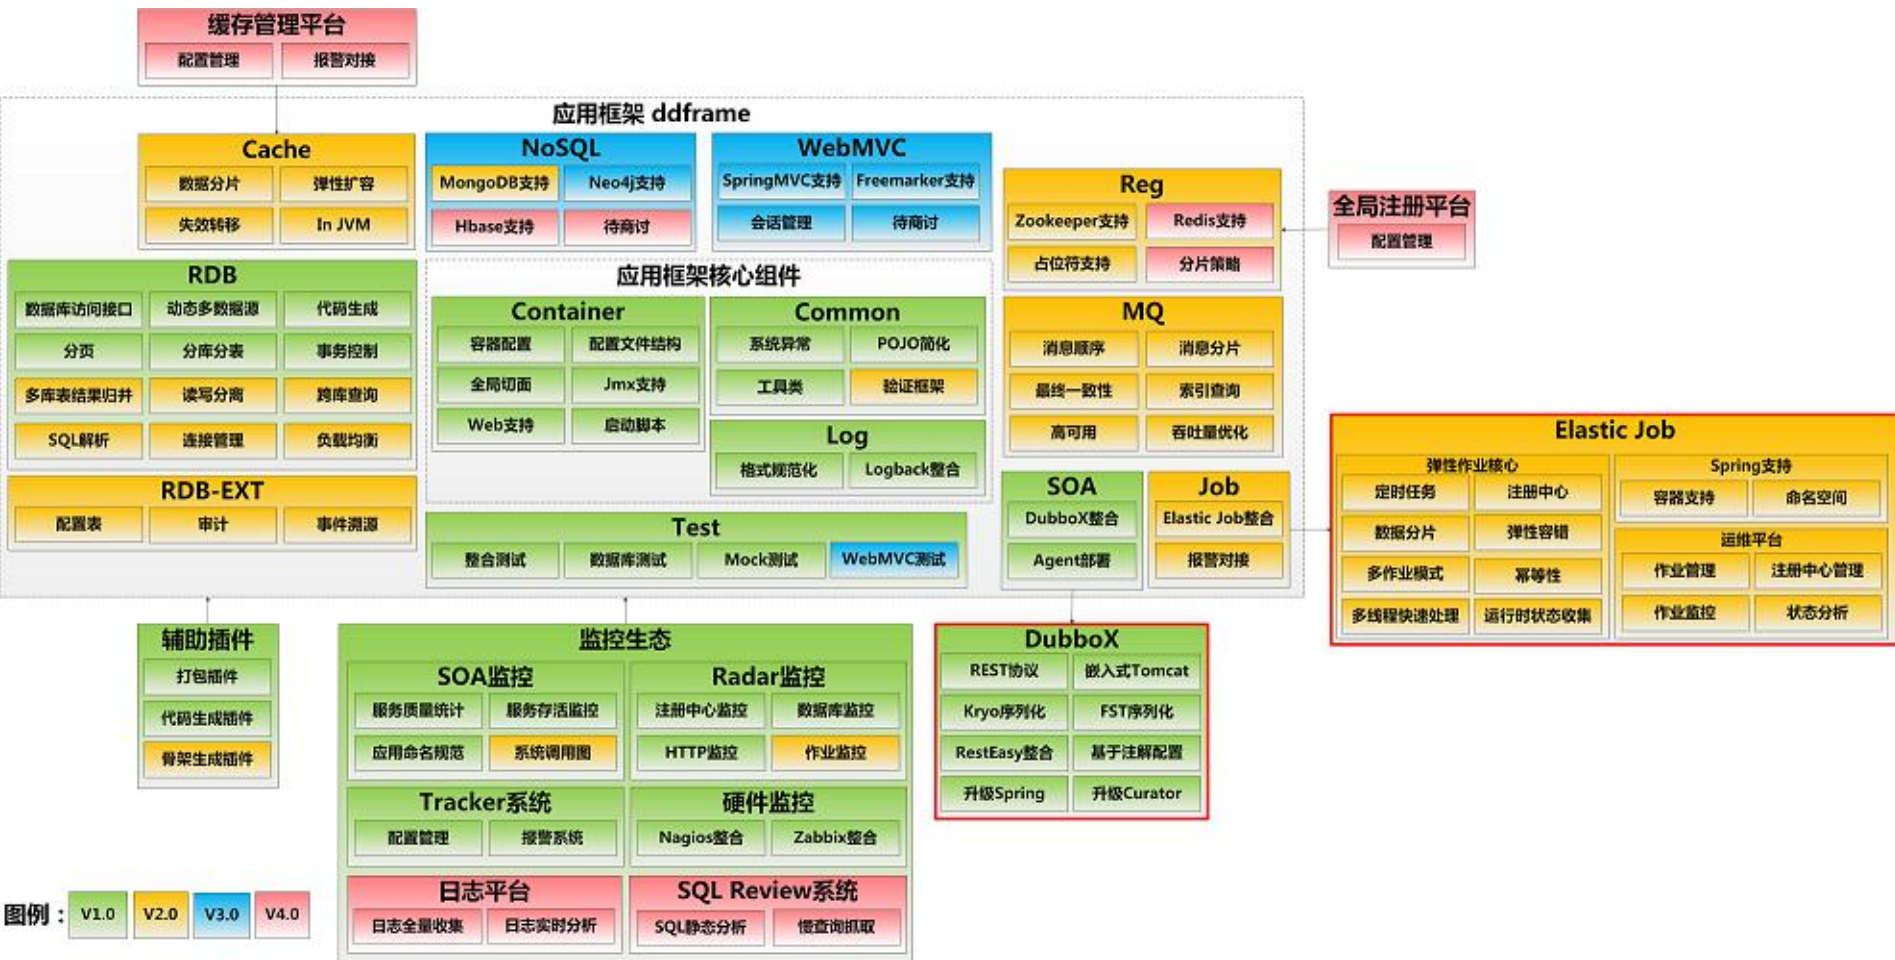 缓存管理平台
配置管理 报警对接
应用框架 ddframe
Cache
数据分片 弹性扩容
失效转移 In JVM
NoSQL
MongoDB支持 Neo4j支持
Hbase支持 待商讨
WebMVC
SpringMVC支持 Freemarker支持
会话管理 待商讨
Reg
Zookeeper支持 Redis支持
占位符支持 分片策略
全局注册平台
配置管理
RDB
数据库访问接口 动态多数据源 代码生成
分页 分库分表 事务控制
多库表结果归并 读写分离 跨库查询
SQL解析 连接管理 负载均衡
RDB-EXT
配置表 审计 事件溯源
应用框架核心组件
Container
容器配置 配置文件结构
全局切面 Jmx支持
Web支持 启动脚本
Common
系统异常 POJO简化
工具类 验证框架
Log
格式规范化 Logback整合
Test
整合测试 数据库测试 Mock测试 WebMVC测试
MQ
消息顺序 消息分片
最终一致性 索引查询
高可用 吞吐量优化
SOA
DubboX整合
Agent部署
Job
Elastic Job整合
报警对接
Elastic Job
弹性作业核心
定时任务 注册中心
数据分片 弹性容错
多作业模式 幂等性
多线程快速处理 运行时状态收集
Spring支持
容器支持 命名空间
运维平台
作业管理 注册中心管理
作业监控 状态分析
辅助插件
打包插件
代码生成插件
骨架生成插件
监控生态
SOA监控
服务质量统计 服务存活监控
应用命名规范 系统调用图
Radar监控
注册中心监控 数据库监控
HTTP监控 作业监控
Tracker系统
配置管理 报警系统
硬件监控
Nagios整合 Zabbix整合
日志平台
日志全量收集 日志实时分析
SQL Review系统
SQL静态分析 慢查询抓取
DubboX
REST协议 嵌入式Tomcat
Kryo序列化 FST序列化
RestEasy整合 基于注解配置
升级Spring 升级Curator
图例： V1.0 V2.0 V3.0 V4.0